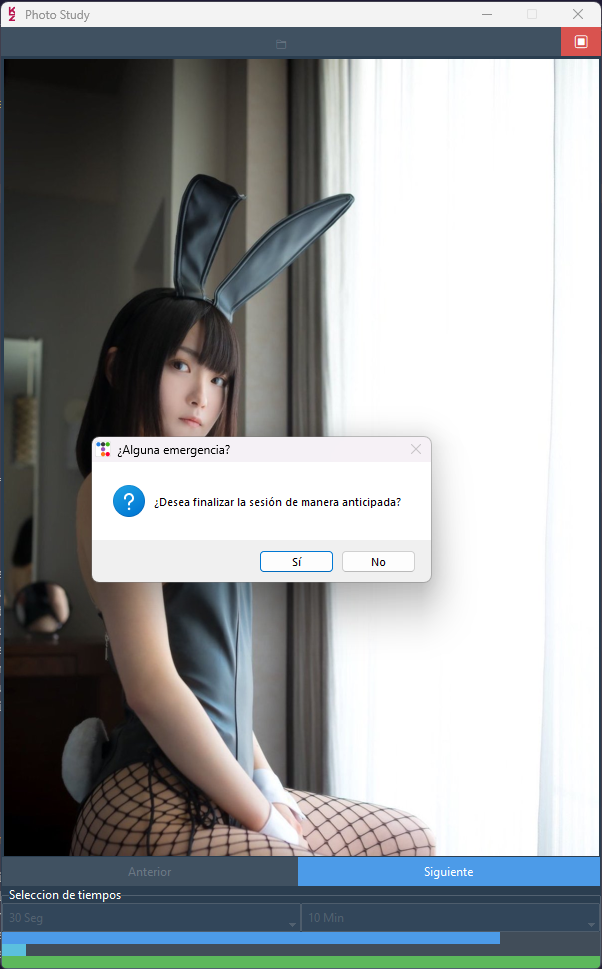 Photo Study
¿Alguna emergencia?
¿Desea finalizar la sesión de manera anticipada?
Sí
No
Anterior
Siguiente
Seleccion de tiempos
30 Seg
10 Min